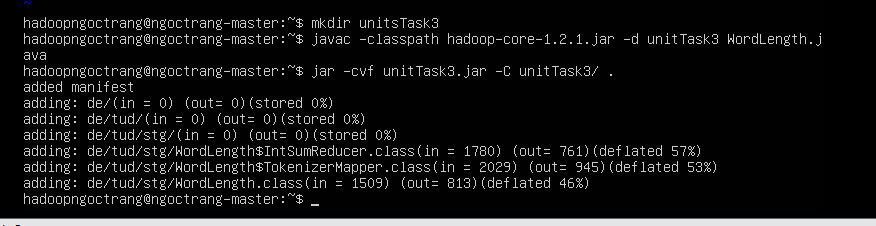 hadoopngoctrang@ngoctrang-master:~$ mkdir unitsTask3
hadoopngoctrang@ngoctrang-master:~$ javac -classpath hadoop-core-1.2.1.jar -d unitTask3 WordLength.j
ava
hadoopngoctrang@ngoctrang-master:~$ jar -cvf unitTask3.jar -C unitTask3/ .
added manifest
adding: de/(in = 0) (out= 0)(stored 0%)
adding: de/tud/(in = 0) (out= 0)(stored 0%)
adding: de/tud/stg/(in = 0) (out= 0)(stored 0%)
adding: de/tud/stg/WordLength$IntSumReducer.class(in = 1780) (out= 761)(deflated 57%)
adding: de/tud/stg/WordLength$TokenizerMapper.class(in = 2029) (out= 945)(deflated 53%)
adding: de/tud/stg/WordLength.class(in = 1509) (out= 813)(deflated 46%)
hadoopngoctrang@ngoctrang-master:~$ _